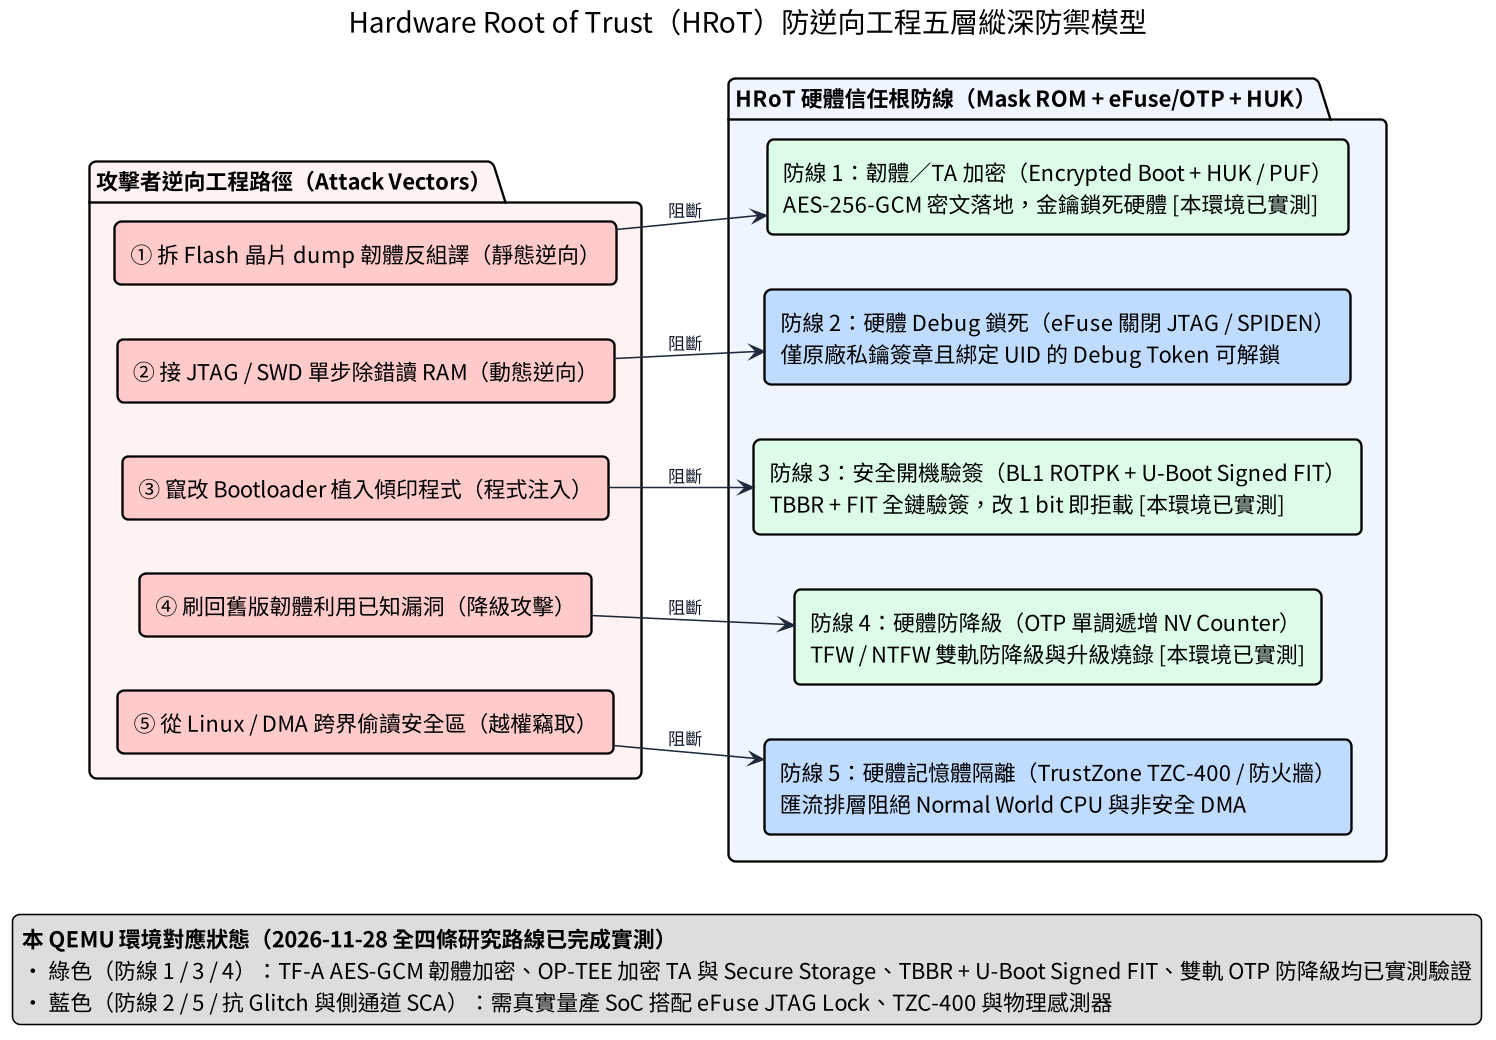 Hardware Root of Trust（HRoT）防逆向工程五層縱深防禦模型
攻擊者逆向工程路徑（Attack Vectors）
① 拆 Flash 晶片 dump 韌體反組譯（靜態逆向）
② 接 JTAG / SWD 單步除錯讀 RAM（動態逆向）
③ 竄改 Bootloader 植入傾印程式（程式注入）
④ 刷回舊版韌體利用已知漏洞（降級攻擊）
⑤ 從 Linux / DMA 跨界偷讀安全區（越權竊取）
阻斷
阻斷
阻斷
阻斷
阻斷
HRoT 硬體信任根防線（Mask ROM + eFuse/OTP + HUK）
防線 1：韌體／TA 加密（Encrypted Boot + HUK / PUF）
AES-256-GCM 密文落地，金鑰鎖死硬體 [本環境已實測]
防線 2：硬體 Debug 鎖死（eFuse 關閉 JTAG / SPIDEN）
僅原廠私鑰簽章且綁定 UID 的 Debug Token 可解鎖
防線 3：安全開機驗簽（BL1 ROTPK + U-Boot Signed FIT）
TBBR + FIT 全鏈驗簽，改 1 bit 即拒載 [本環境已實測]
防線 4：硬體防降級（OTP 單調遞增 NV Counter）
TFW / NTFW 雙軌防降級與升級燒錄 [本環境已實測]
防線 5：硬體記憶體隔離（TrustZone TZC-400 / 防火牆）
匯流排層阻絕 Normal World CPU 與非安全 DMA
本 QEMU 環境對應狀態（2026-11-28 全四條研究路線已完成實測）
• 綠色（防線 1 / 3 / 4）：TF-A AES-GCM 韌體加密、OP-TEE 加密 TA 與 Secure Storage、TBBR + U-Boot Signed FIT、雙軌 OTP 防降級均已實測驗證
• 藍色（防線 2 / 5 / 抗 Glitch 與側通道 SCA）：需真實量產 SoC 搭配 eFuse JTAG Lock、TZC-400 與物理感測器